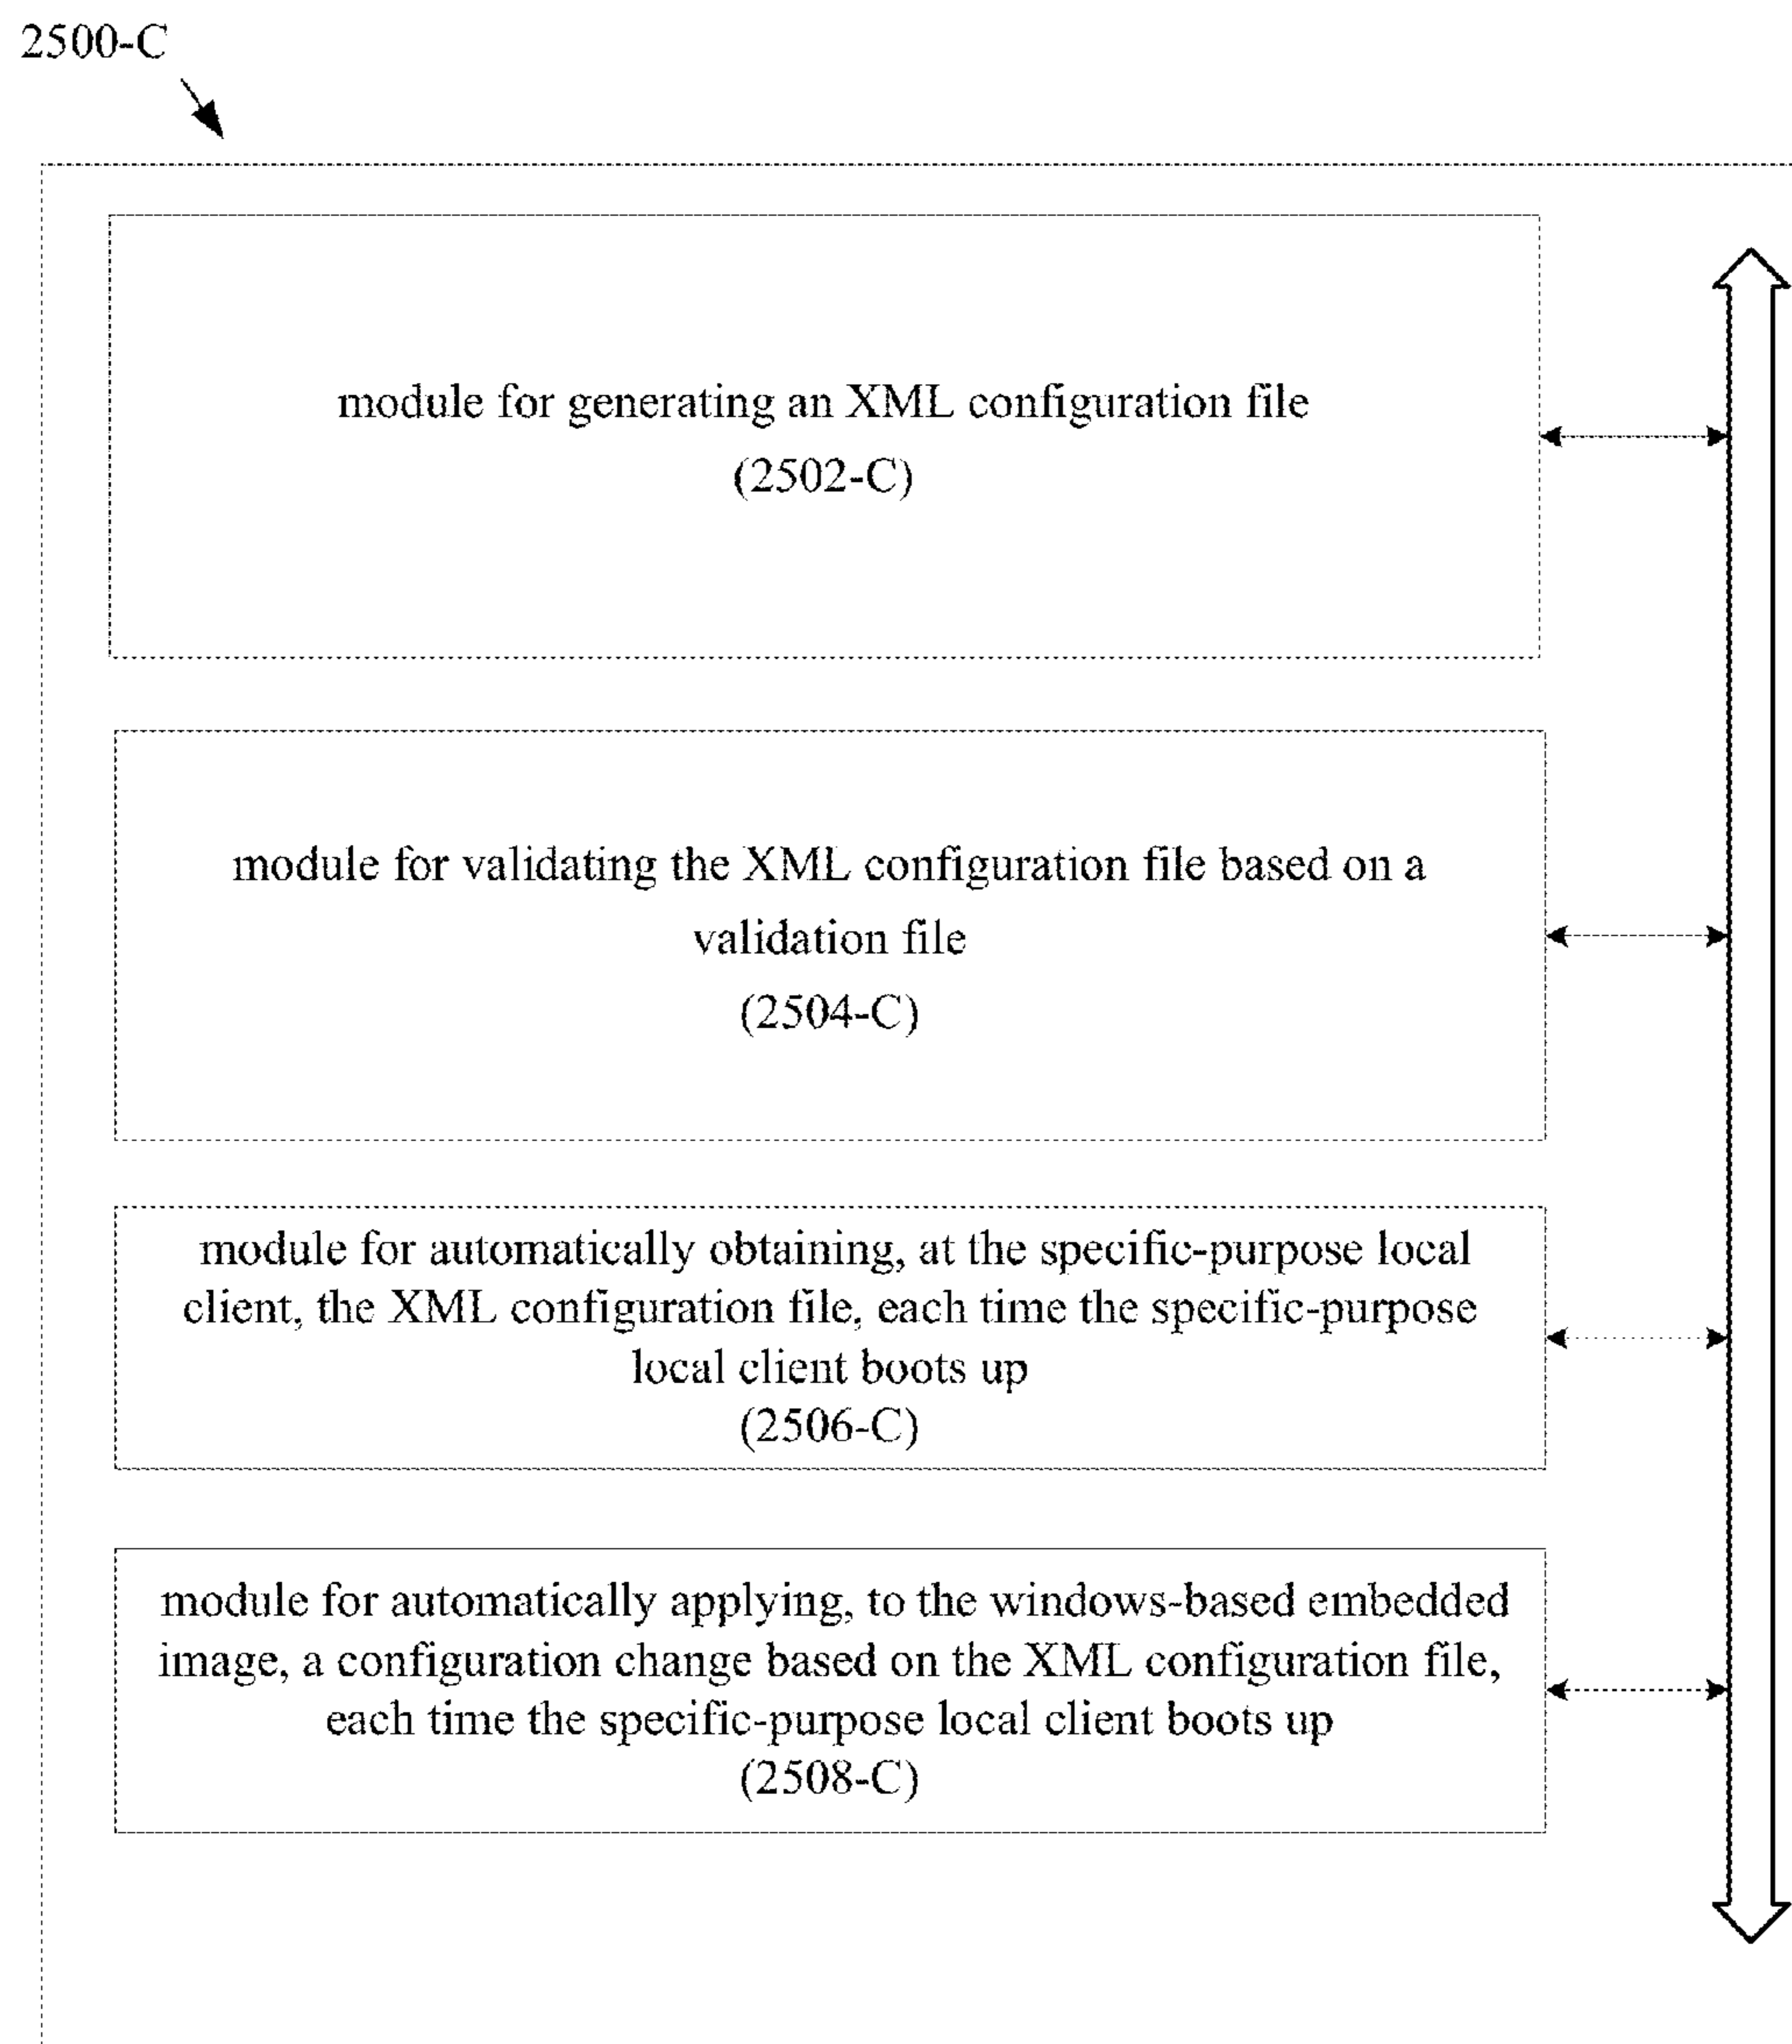 2500-C
module for generating an XML configuration file
(2502-C)
module for validating the XML configuration file based on a
validation file
(2504-C)
module for automatically obtaining, at the specific-purpose local
client, the XML configuration file, each time the specific-purpose
local client boots up
(2506-C)
module for automatically applying, to the windows-based embedded
image, a configuration change based on the XML configuration file,
each time the specific-purpose local client boots up
(2508-C)